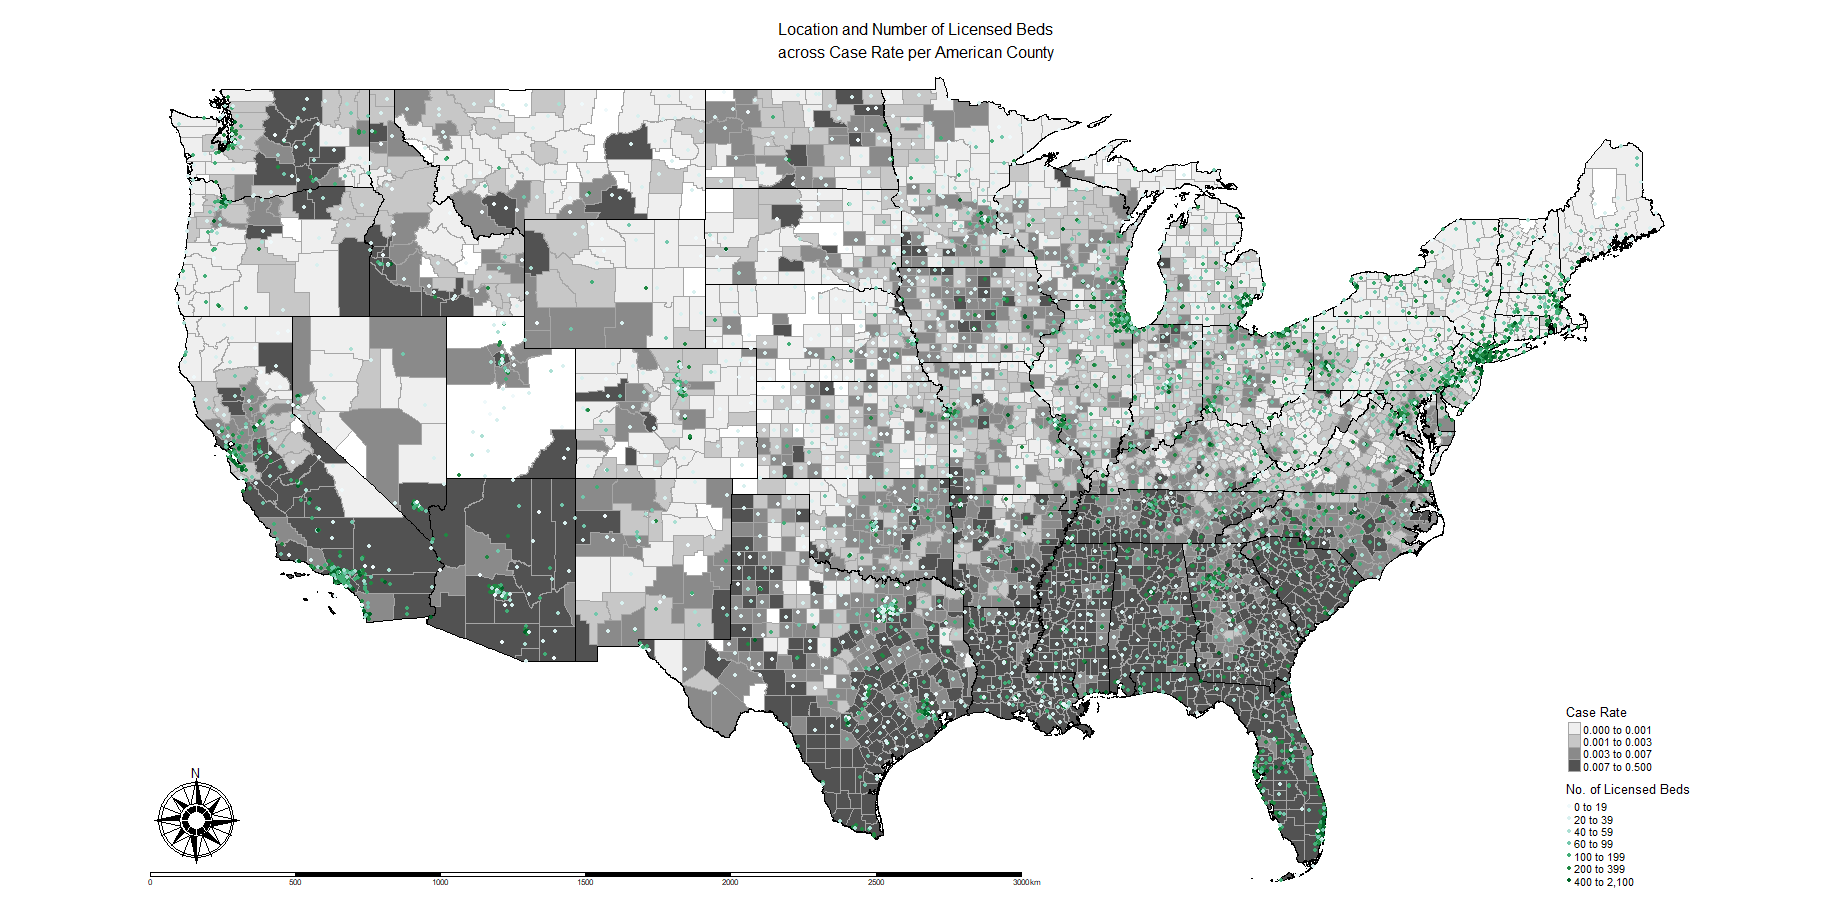 Location and Number of Licensed Beds
across Case Rate per American County
Case Rate
0.000 to 0.001
0.001 to 0.003
0.003 to 0.007
0.007 to 0.500
No. of Licensed Beds
0 to 19
20 to 39
40 to 59
60 to 99
100 to 199
200 to 399
400 to 2,100
N
0 500 1000 1500 2000 2500 3000km